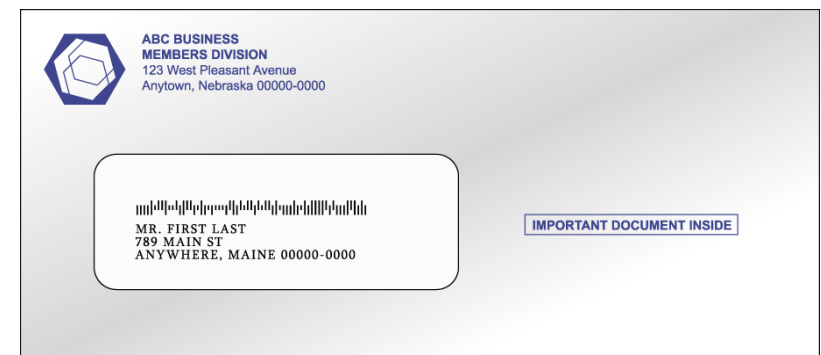 ABC BUSINESS
MEMBERS DIVISION
123 West Pleasant Avenue
Anytown, Nebraska 00000-0000
MR. FIRST LAST
789 MAIN ST
ANYWHERE, MAINE 00000-0000
IMPORTANT DOCUMENT INSIDE